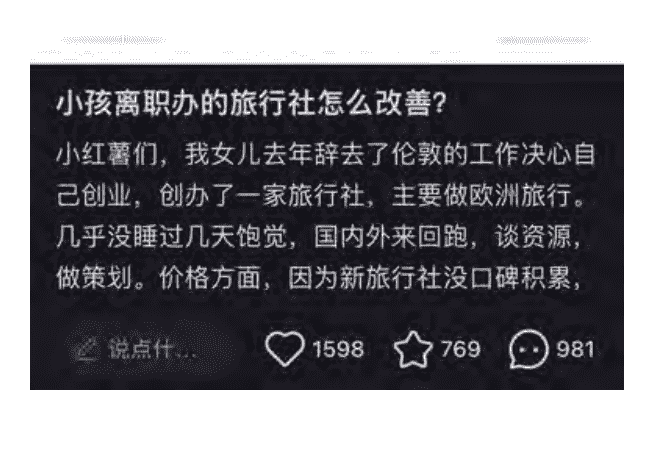 小孩离职办的旅行社怎么改善？
小红薯们，我女儿去年辞去了伦敦的工作决心自
己创业，创办了一家旅行社，主要做欧洲旅行。
几乎没睡过几天饱觉，国内外来回跑，谈资源，
做策划。价格方面，因为新旅行社没口碑积累，
说点什... 1598 769 981